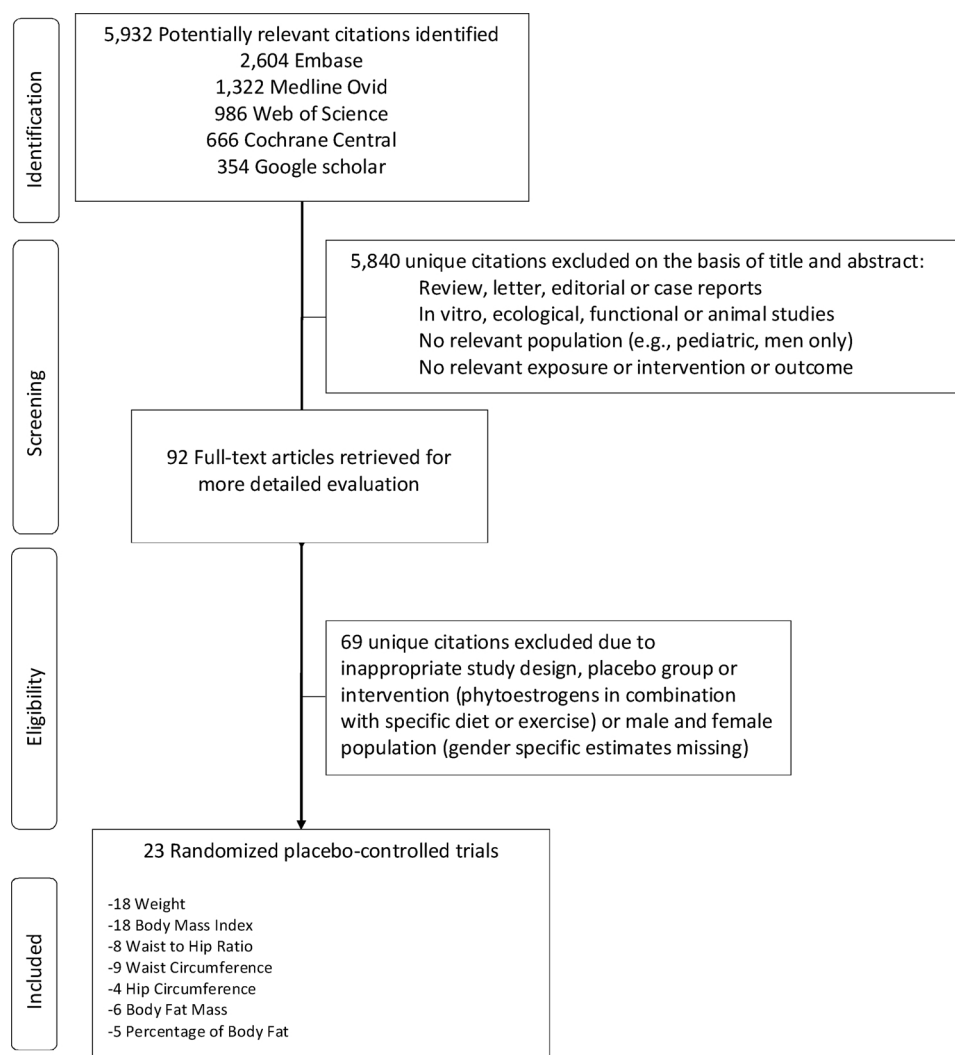 Identification
5,932 Potentially relevant citations identified
2,604 Embase
1,322 Medline Ovid
986 Web of Science
666 Cochrane Central
354 Google scholar
Screening
5,840 unique citations excluded on the basis of title and abstract:
Review, letter, editorial or case reports
In vitro, ecological, functional or animal studies
No relevant population (e.g., pediatric, men only)
No relevant exposure or intervention or outcome
92 Full-text articles retrieved for
more detailed evaluation
Eligibility
69 unique citations excluded due to
inappropriate study design, placebo group or
intervention (phytoestrogens in combination
with specific diet or exercise) or male and female
population (gender specific estimates missing)
Included
23 Randomized placebo-controlled trials
-18 Weight
-18 Body Mass Index
-8 Waist to Hip Ratio
-9 Waist Circumference
-4 Hip Circumference
-6 Body Fat Mass
-5 Percentage of Body Fat